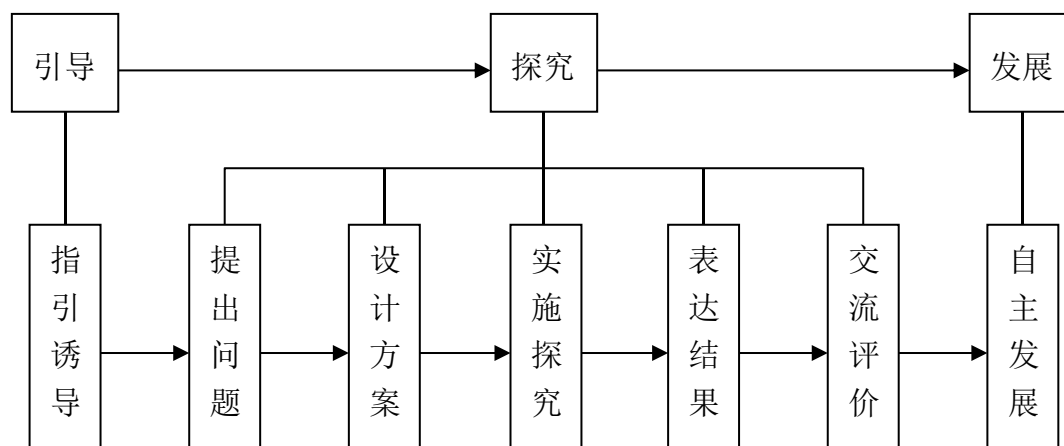 引导
探究
发展
指引诱导
提出问题
设计方案
实施探究
表达结果
交流评价
自主发展